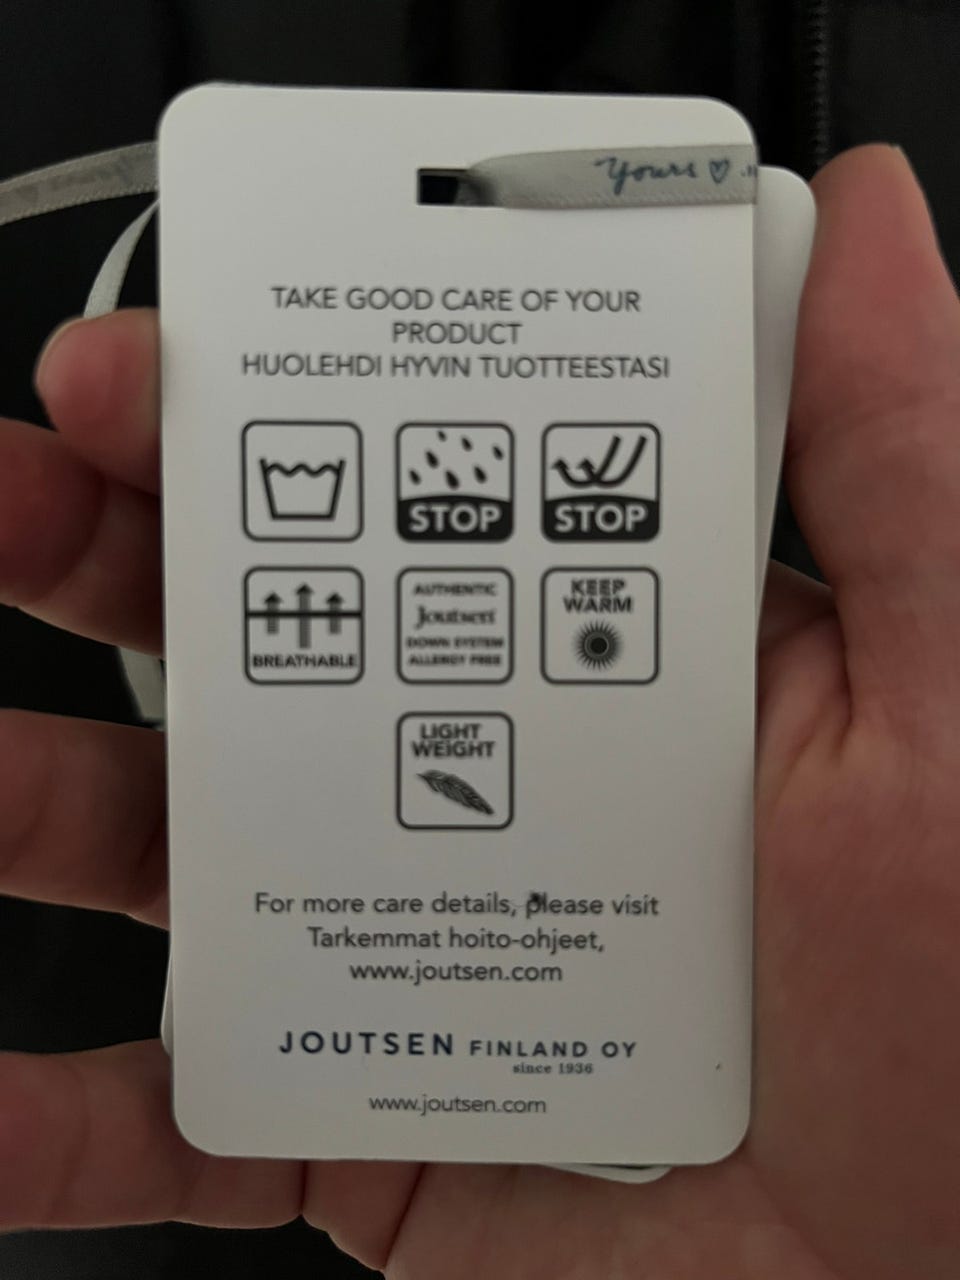 Yours
TAKE GOOD CARE OF YOUR
PRODUCT
HUOLEHDI HYVIN TUOTTEESTASI
STOP
STOP
BREATHABLE
AUTHENTIC
Joutsen
DOWN SYSTEM
ALLERGY FREE
KEEP
WARM
LIGHT
WEIGHT
For more care details, please visit
Tarkemmat hoito-ohjeet,
www.joutsen.com
JOUTSEN FINLAND OY
since 1936
www.joutsen.com